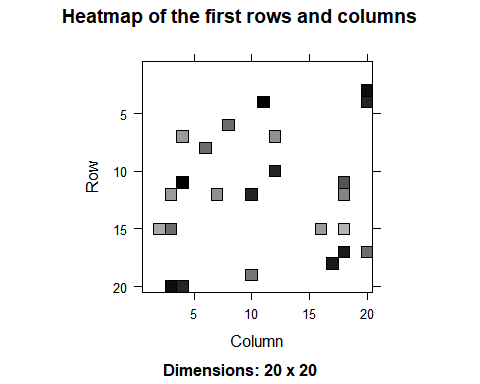 Heatmap of the first rows and columns
5
10
15
20
Row
5 10 15 20
Column
Dimensions: 20 x 20